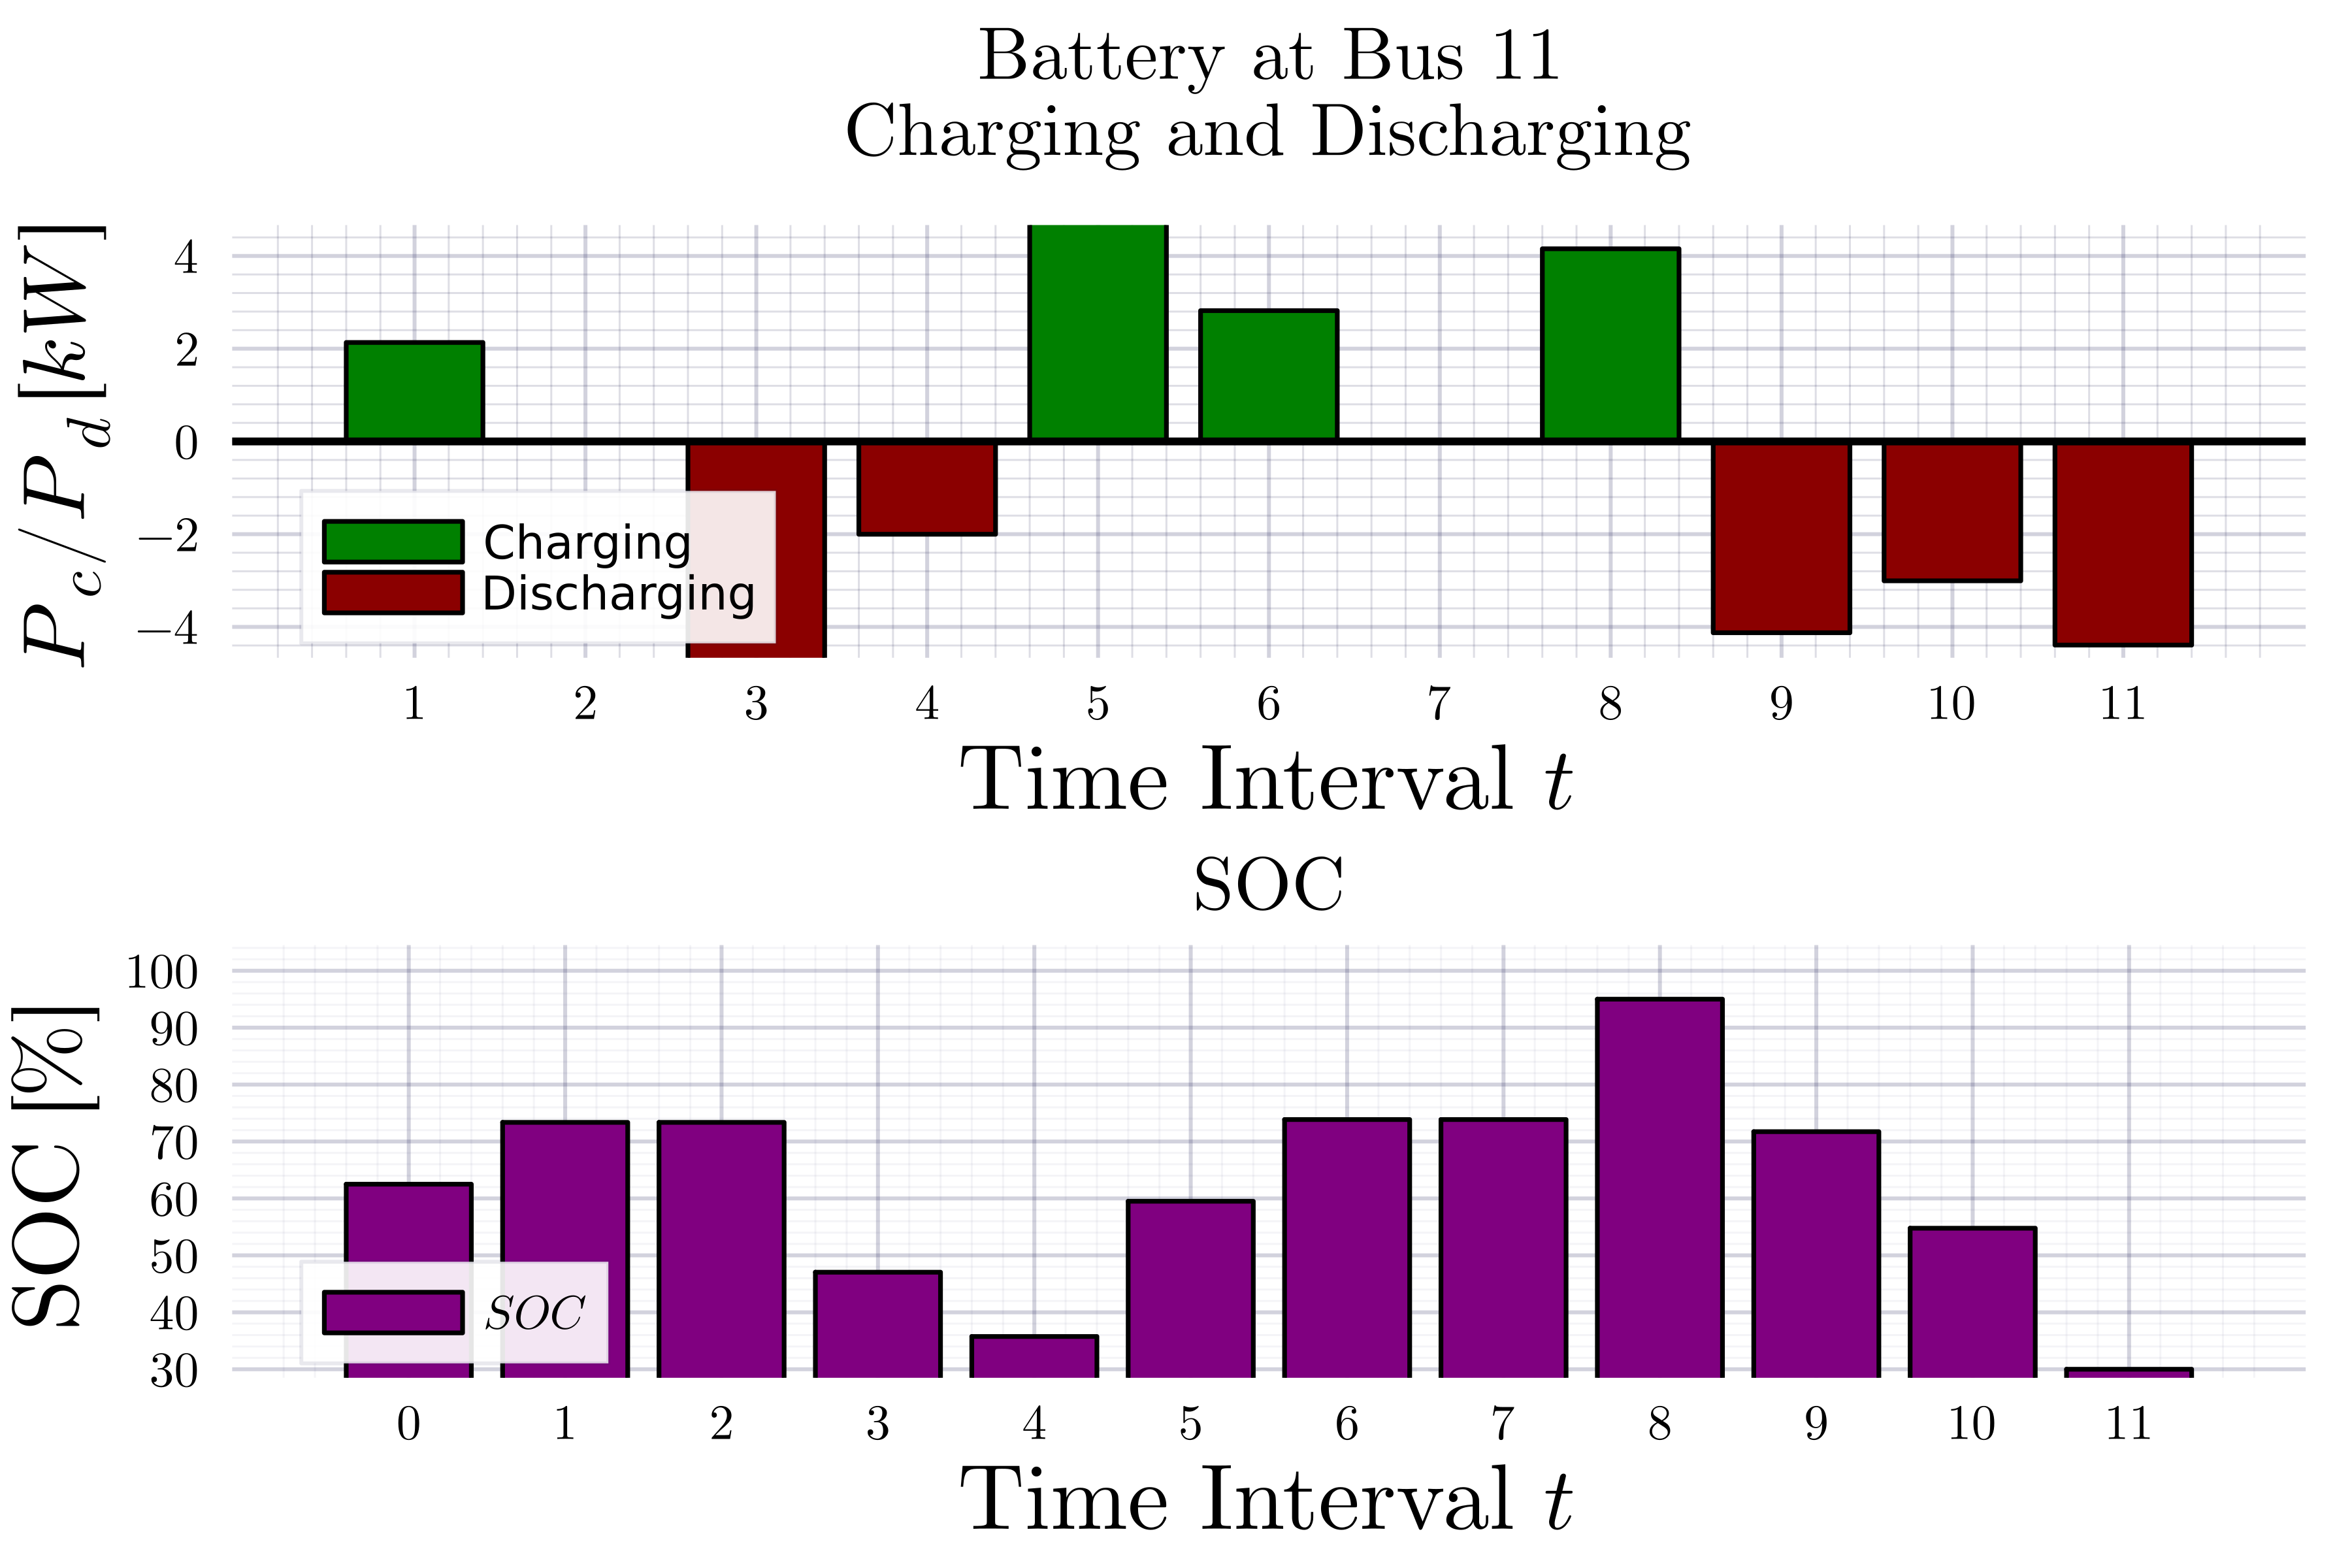 Battery at Bus 11
Charging and Discharging
P_c/P_d [kW]
4
2
0
−2
−4
Charging
Discharging
1 2 3 4 5 6 7 8 9 10 11
Time Interval t
SOC
SOC [%]
100
90
80
70
60
50
40
30
SOC
0 1 2 3 4 5 6 7 8 9 10 11
Time Interval t